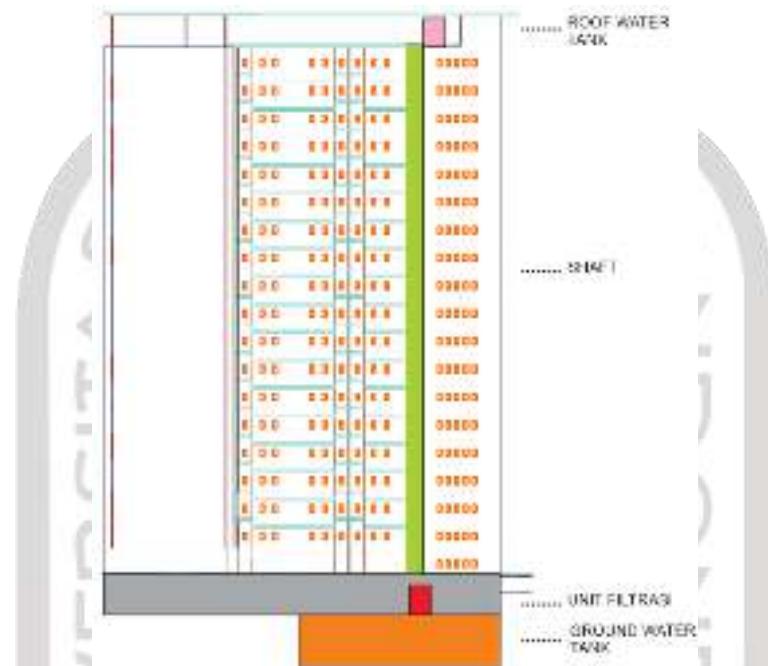 ROOF WATER
TANK
SHAFT
UNIT FILTRASI
GROUND WATER
TANK